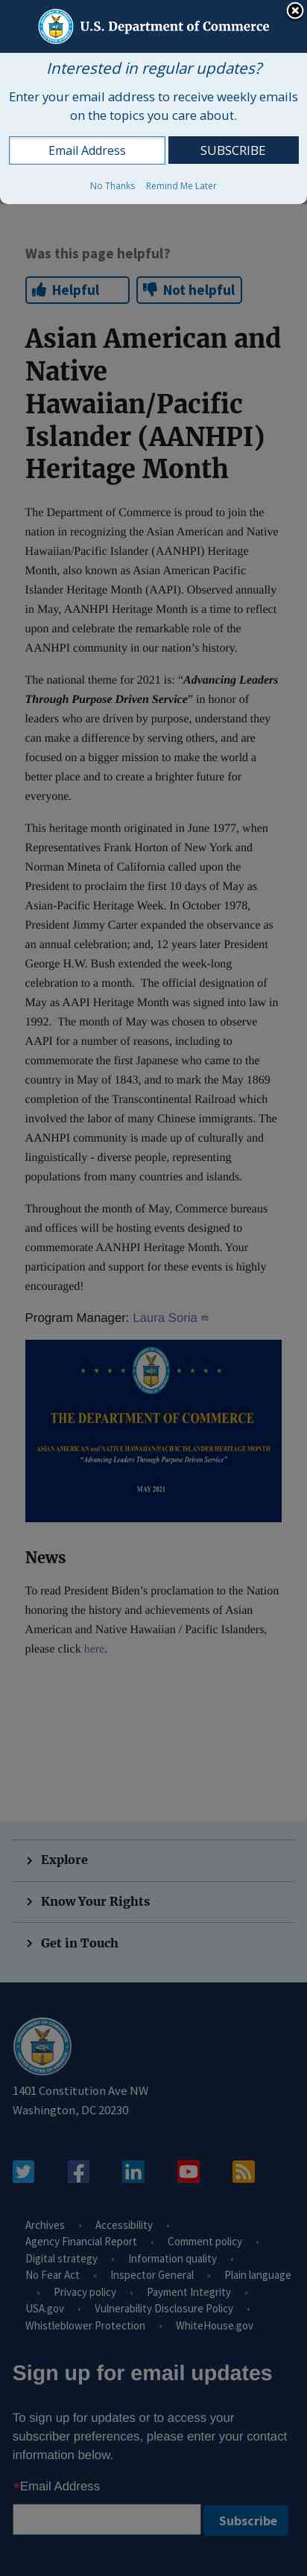 U.S. Department of Commerce
Interested in regular updates?
Enter your email address to receive weekly emails
on the topics you care about.
Email Address
SUBSCRIBE
No Thanks Remind Me Later
Was this page helpful?
Helpful Not helpful
Asian American and
Native
Hawaiian/Pacific
Islander (AANHPI)
Heritage Month
The Department of Commerce is proud to join the
nation in recognizing the Asian American and Native
Hawaiian/Pacific Islander (AANHPI) Heritage
Month, also known as Asian American Pacific
Islander Heritage Month (AAPI). Observed annually
in May, AANHPI Heritage Month is a time to reflect
upon and celebrate the remarkable role of the
AANHPI community in our nation's history.
The national theme for 2021 is: “Advancing Leaders
Through Purpose Driven Service” in honor of
leaders who are driven by purpose, understand they
can make a difference by serving others, and are
focused on a bigger mission to make the world a
better place and to create a brighter future for
everyone.
This heritage month originated in June 1977, when
Representatives Frank Horton of New York and
Norman Mineta of California called upon the
President to proclaim the first 10 days of May as
Asian-Pacific Heritage Week. In October 1978,
President Jimmy Carter expanded the observance as
an annual celebration; and, 12 years later President
George H.W. Bush extended the week-long
celebration to a month. The official designation of
May as AAPI Heritage Month was signed into law in
1992. The month of May was chosen to observe
AAPI for a number of reasons, including to
commemorate the first Japanese who came to the
country in May of 1843, and to mark the May 1869
completion of the Transcontinental Railroad which
involved the labor of many Chinese immigrants. The
AANHPI community is made up of culturally and
linguistically - diverse people, representing
populations from many countries and islands.
Throughout the month of May, Commerce bureaus
and offices will be hosting events designed to
commemorate AANHPI Heritage Month. Your
participation and support for these events is highly
encouraged!
Program Manager: Laura Soria
THE DEPARTMENT OF COMMERCE
ASIAN AMERICAN and NATIVE HAWAIIAN/PACIFIC ISLANDER HERITAGE MONTH
“Advancing Leaders Through Purpose Driven Service”
MAY 2021
News
To read President Biden’s proclamation to the Nation
honoring the history and achievements of Asian
American and Native Hawaiian / Pacific Islanders,
please click here.
Explore
Know Your Rights
Get in Touch
1401 Constitution Ave NW
Washington, DC 20230
Archives • Accessibility •
Agency Financial Report • Comment policy •
Digital strategy • Information quality •
No Fear Act • Inspector General • Plain language
• Privacy policy • Payment Integrity •
USA.gov • Vulnerability Disclosure Policy •
Whistleblower Protection • WhiteHouse.gov
Sign up for email updates
To sign up for updates or to access your
subscriber preferences, please enter your contact
information below.
*Email Address
Subscribe